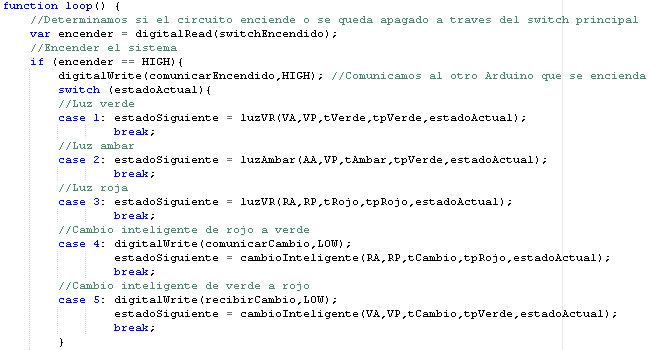 function loop() {
//Determinamos si el circuito enciende o se queda apagado a traves del switch principal
var encender = digitalRead(switchEncendido);
//Encender el sistema
if (encender == HIGH){
digitalWrite(comunicarEncendido,HIGH); //Comunicamos al otro Arduino que se encienda
switch (estadoActual){
//Luz verde
case 1: estadoSiguiente = luzVR(VA,VP,tVerde,tpVerde,estadoActual);
break;
//Luz ambar
case 2: estadoSiguiente = luzAmbar(AA,VP,tAmbar,tpVerde,estadoActual);
break;
//Luz roja
case 3: estadoSiguiente = luzVR(RA,RP,tRojo,tpRojo,estadoActual);
break;
//Cambio inteligente de rojo a verde
case 4: digitalWrite(comunicarCambio,LOW);
estadoSiguiente = cambioInteligente(RA,RP,tCambio,tpRojo,estadoActual);
break;
//Cambio inteligente de verde a rojo
case 5: digitalWrite(recibirCambio,LOW);
estadoSiguiente = cambioInteligente(VA,VP,tCambio,tpVerde,estadoActual);
break;
}